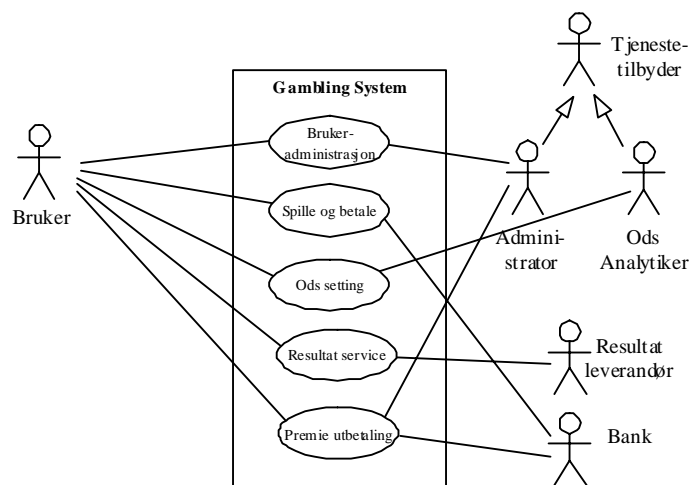 Tjeneste-
tilbyder
Gambling System
Bruker-
administrasjon
Bruker
Spille og betale
Admini-
strator
Ods
Analytiker
Ods setting
Resultat service
Resultat
leverandør
Premie utbetaling
Bank